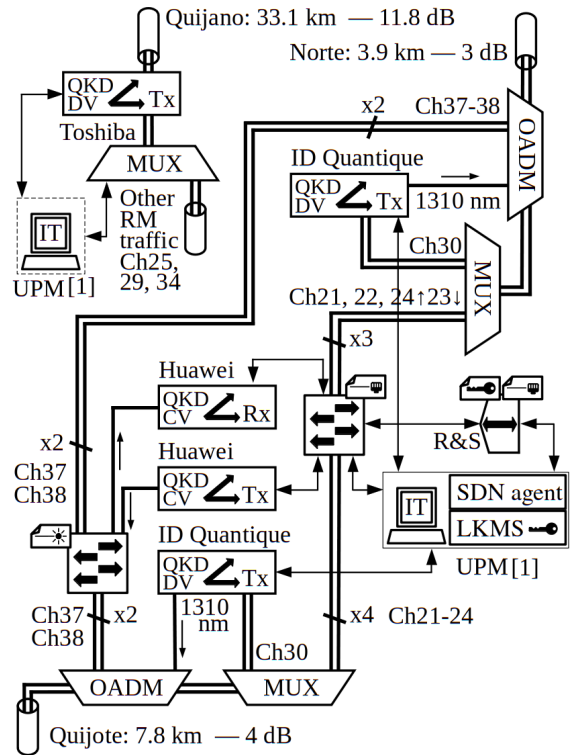 Quijano: 33.1 km — 11.8 dB
Norte: 3.9 km — 3 dB
QKD
DV
Tx
Toshiba
MUX
x2
Ch37-38
OADM
ID Quantique
QKD
DV
Tx
1310 nm
IT
UPM[1]
Other
RM
traffic
Ch25,
29, 34
Ch30
MUX
Ch21, 22, 24↑23↓
x3
Huawei
QKD
CV
Rx
R&S
x2
Ch37
Ch38
Huawei
QKD
CV
Tx
IT
SDN agent
LKMS
UPM[1]
ID Quantique
QKD
DV
Tx
Ch37
Ch38
x2
1310
nm
x4
Ch21-24
Ch30
OADM
MUX
Quijote: 7.8 km — 4 dB